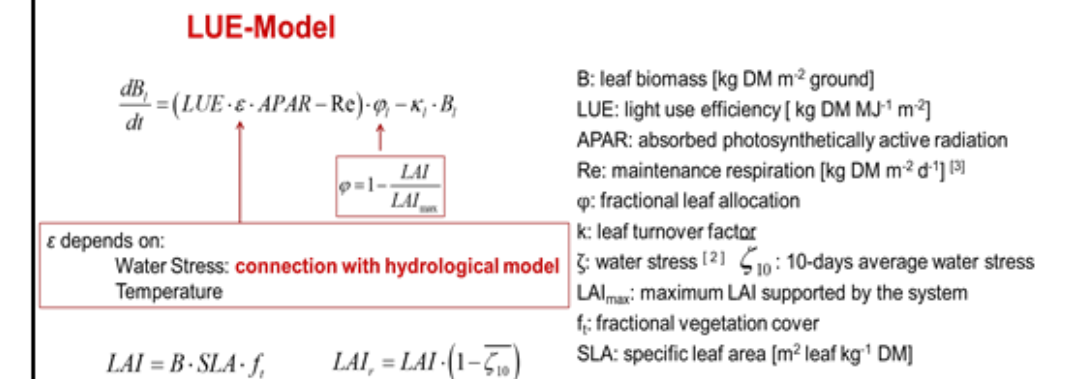 LUE-Model
dB_l/dt = (LUE · ε · APAR − Re) · φ_l − κ_l · B_l
φ = 1 − LAI/LAI_max
ε depends on:
Water Stress: connection with hydrological model
Temperature
LAI = B · SLA · f_t
LAI_r = LAI · (1 − ζ̅₁₀)
B: leaf biomass [kg DM m⁻² ground]
LUE: light use efficiency [ kg DM MJ⁻¹ m⁻²]
APAR: absorbed photosynthetically active radiation
Re: maintenance respiration [kg DM m⁻² d⁻¹] [3]
φ: fractional leaf allocation
k: leaf turnover factor
ζ: water stress [2] ζ̅₁₀ : 10-days average water stress
LAI_max: maximum LAI supported by the system
f_t: fractional vegetation cover
SLA: specific leaf area [m² leaf kg⁻¹ DM]